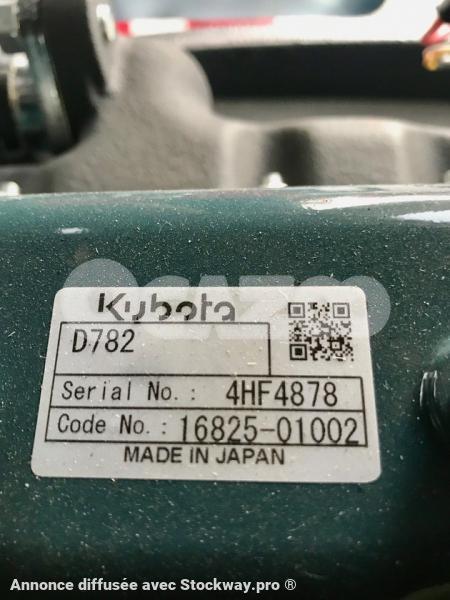 Kubota
D782
Serial No.: 4HF4878
Code No.: 16825-01002
MADE IN JAPAN
Annonce diffusée avec Stockway.pro ®